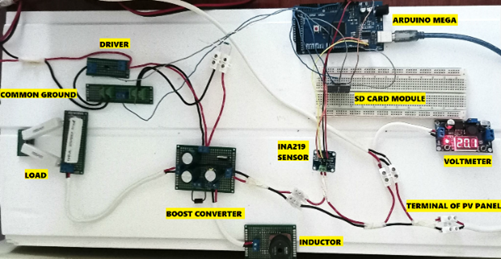 ARDUINO MEGA
DRIVER
COMMON GROUND
SD CARD MODULE
INA219
SENSOR
VOLTMETER
20.1
LOAD
BOOST CONVERTER
TERMINAL OF PV PANEL
INDUCTOR